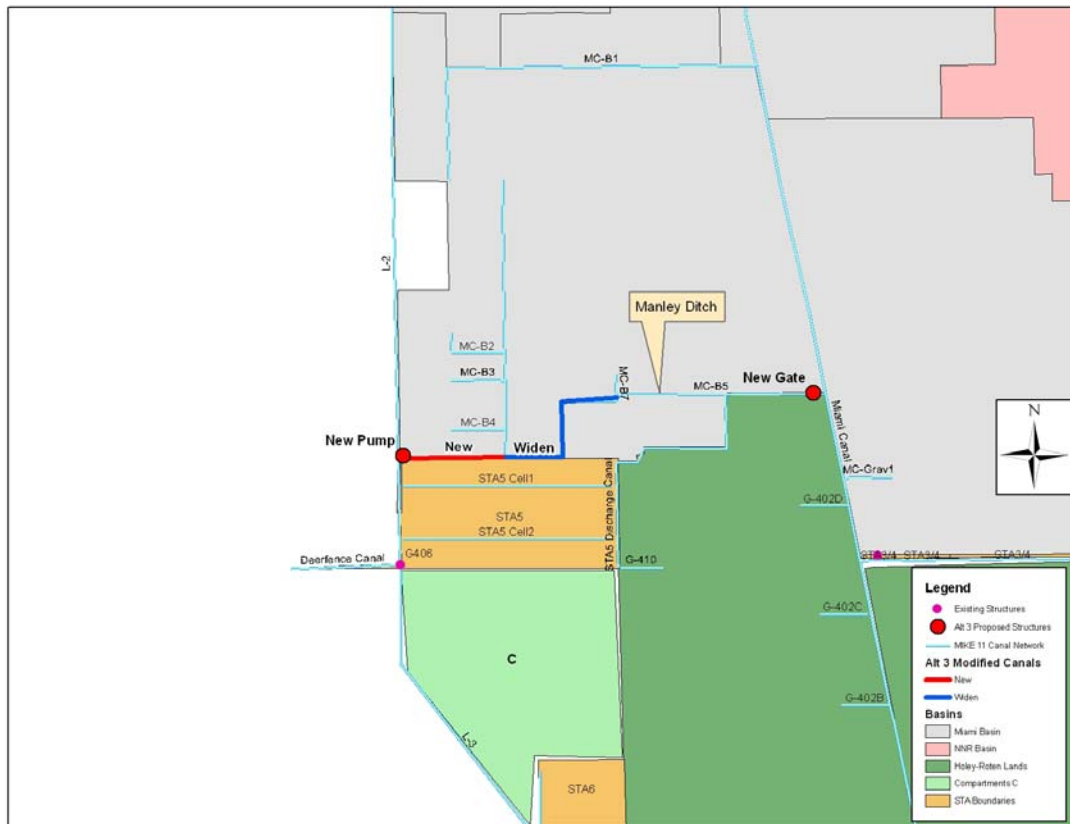 MC-B1
L-2
Manley Ditch
MC-B2
MC-B3
MC-B7
MC-B5
New Gate
MC-B4
Miami Canal
New Pump
New
Widen
N
MC-Grav1
STA5 Cell1
STA5 Discharge Canal
G-402D
STA5
STA5 Cell2
Deerfence Canal
G406
G-410
STA3/4
STA3/4
STA3/4
G-402C
C
G-402B
L-3
STA6
Legend
Existing Structures
Alt 3 Proposed Structures
MIKE 11 Canal Network
Alt 3 Modified Canals
New
Widen
Basins
Miami Basin
NNR Basin
Holey-Roten Lands
Compartments C
STA Boundaries